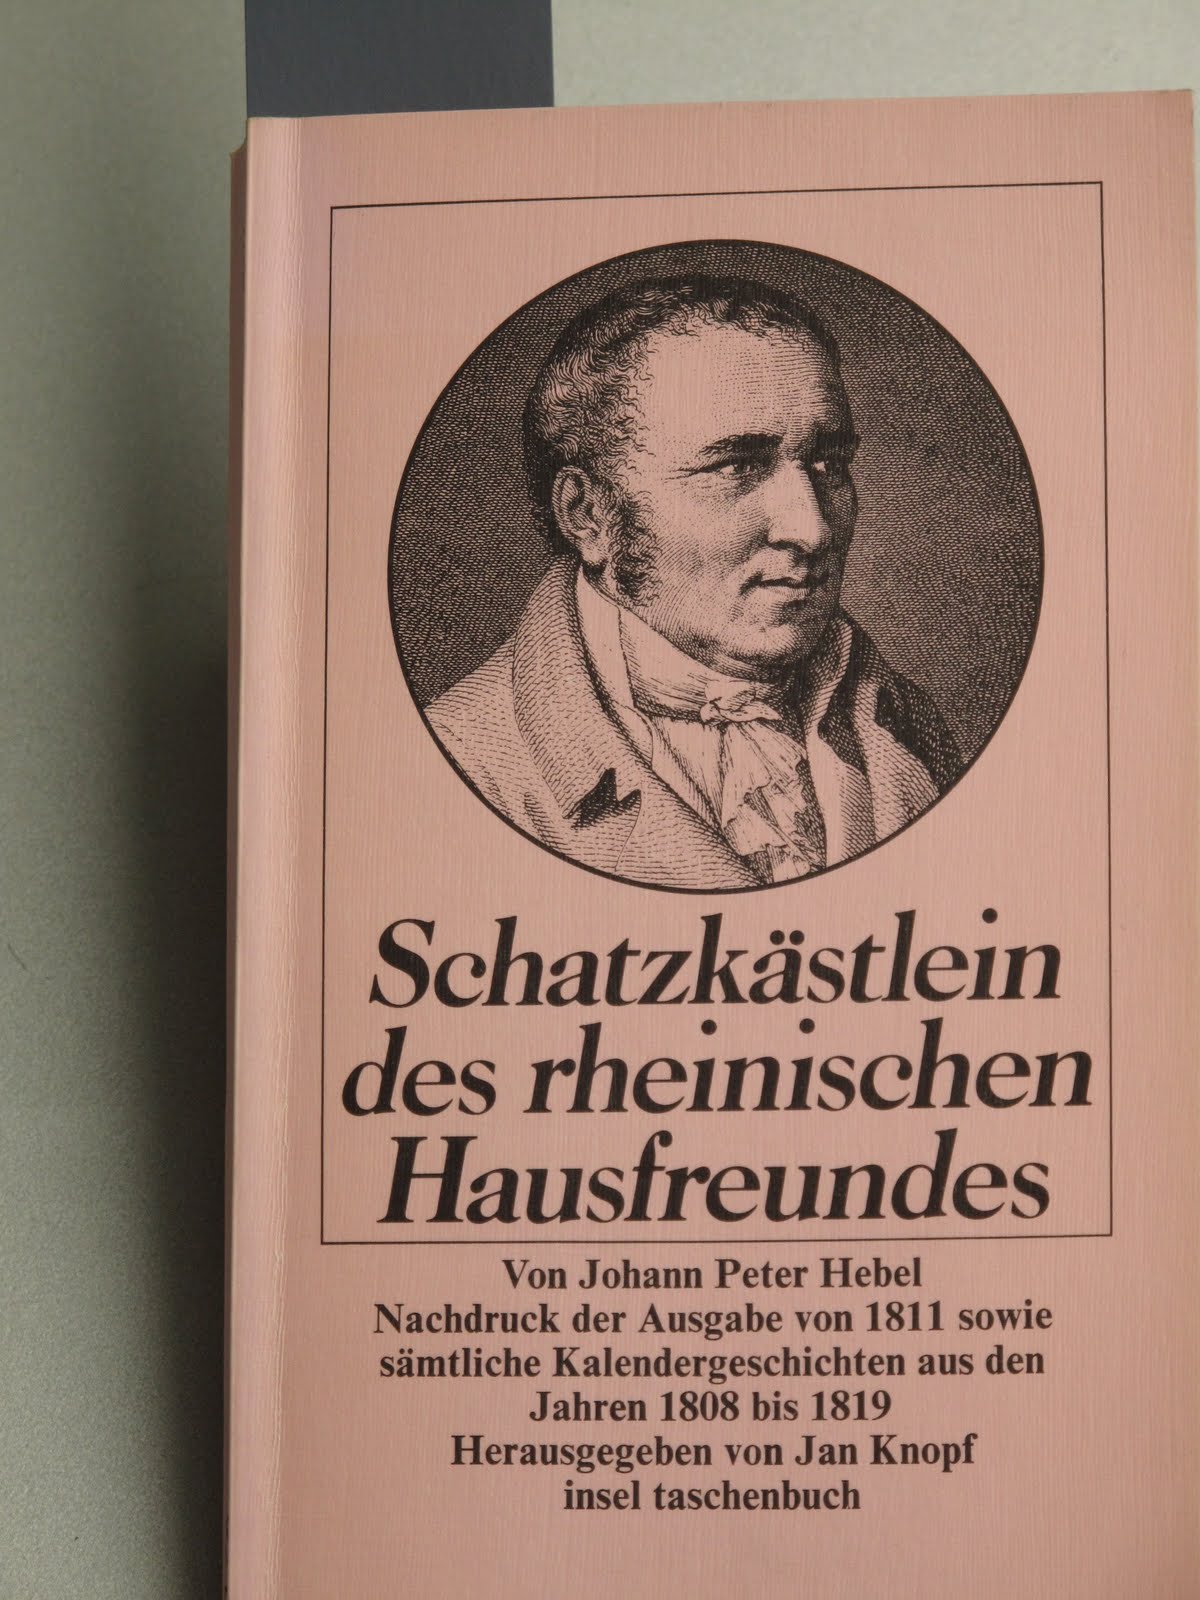 Schatzkästlein
des rheinischen
Hausfreundes
Von Johann Peter Hebel
Nachdruck der Ausgabe von 1811 sowie
sämtliche Kalendergeschichten aus den
Jahren 1808 bis 1819
Herausgegeben von Jan Knopf
insel taschenbuch